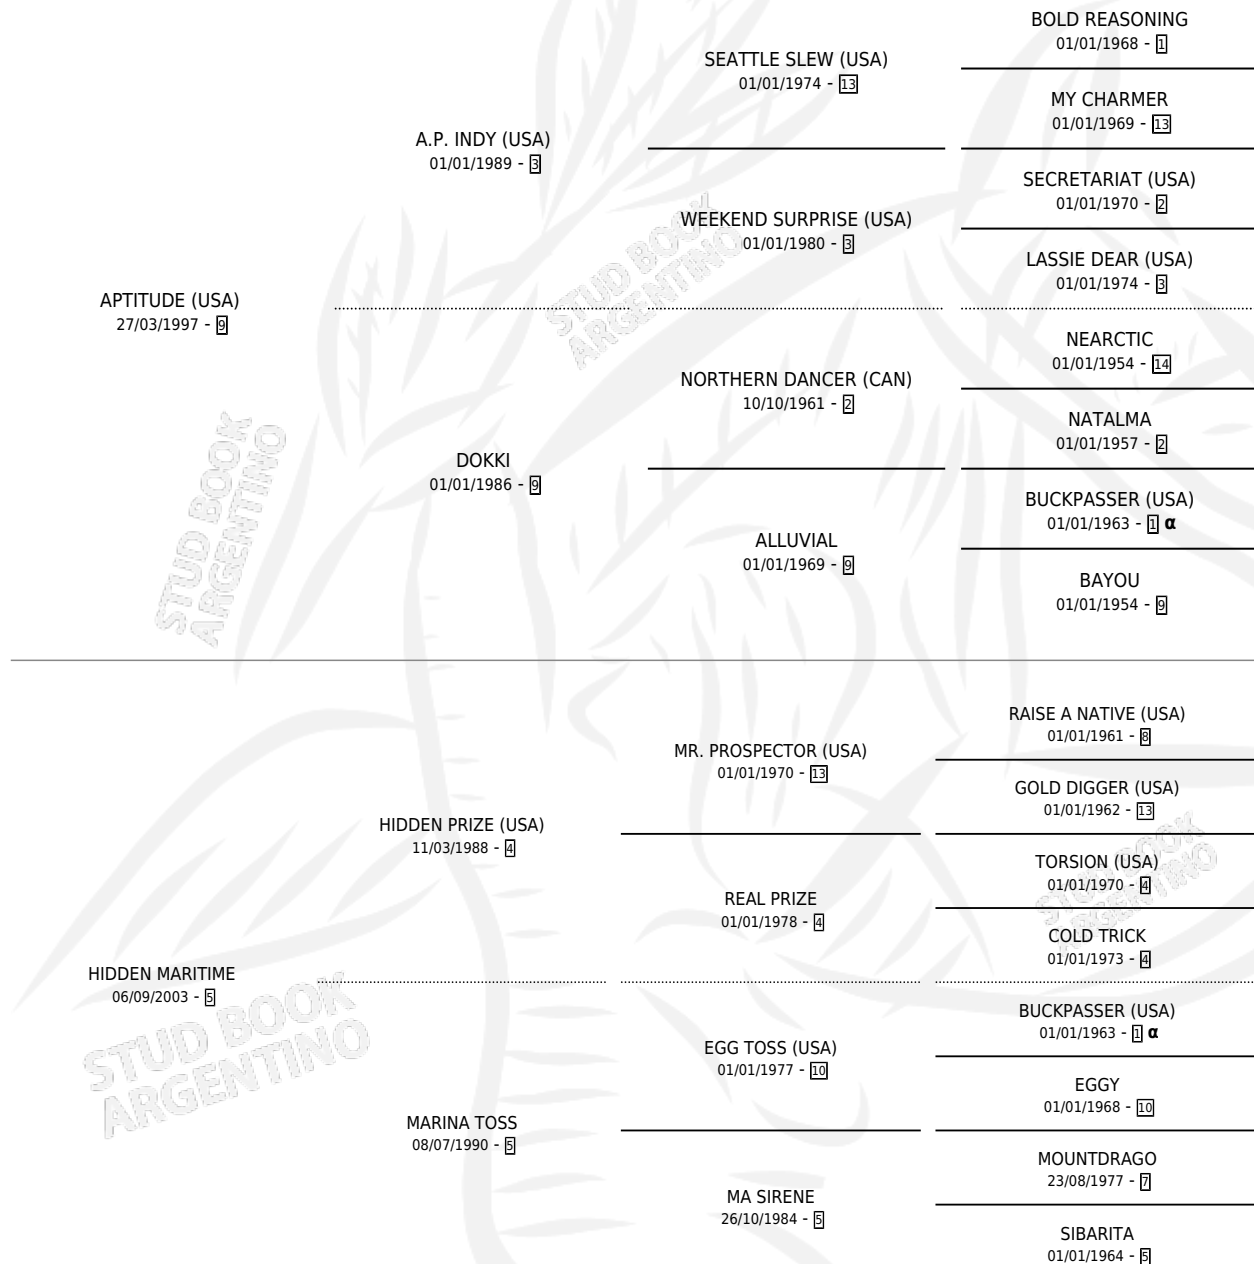 BOLD REASONING
01/01/1968 - 1
SEATTLE SLEW (USA)
01/01/1974 - 13
MY CHARMER
01/01/1969 - 13
A.P. INDY (USA)
01/01/1989 - 3
SECRETARIAT (USA)
01/01/1970 - 2
WEEKEND SURPRISE (USA)
01/01/1980 - 3
LASSIE DEAR (USA)
01/01/1974 - 3
APTITUDE (USA)
27/03/1997 - 9
NEARCTIC
01/01/1954 - 14
NORTHERN DANCER (CAN)
10/10/1961 - 2
NATALMA
01/01/1957 - 2
DOKKI
01/01/1986 - 9
BUCKPASSER (USA)
01/01/1963 - 1 α
ALLUVIAL
01/01/1969 - 9
BAYOU
01/01/1954 - 9
STUD BOOK
ARGENTINO
STUD BOOK
ARGENTINO
RAISE A NATIVE (USA)
01/01/1961 - 8
MR. PROSPECTOR (USA)
01/01/1970 - 13
GOLD DIGGER (USA)
01/01/1962 - 13
HIDDEN PRIZE (USA)
11/03/1988 - 4
TORSION (USA)
01/01/1970 - 4
REAL PRIZE
01/01/1978 - 4
COLD TRICK
01/01/1973 - 4
STUD BOOK
ARGENTINO
HIDDEN MARITIME
06/09/2003 - 5
BUCKPASSER (USA)
01/01/1963 - 1 α
EGG TOSS (USA)
01/01/1977 - 10
EGGY
01/01/1968 - 10
STUD BOOK
ARGENTINO
MARINA TOSS
08/07/1990 - 5
MOUNTDRAGO
23/08/1977 - 7
MA SIRENE
26/10/1984 - 5
SIBARITA
01/01/1964 - 5